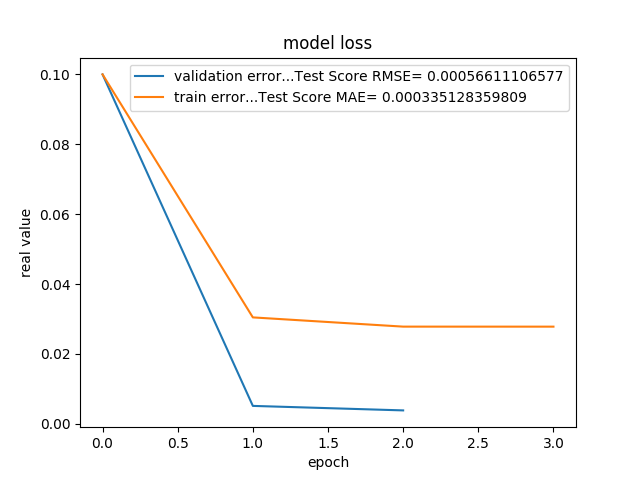 model loss
validation error...Test Score RMSE= 0.00056611106577
train error...Test Score MAE= 0.000335128359809
0.10
0.08
0.06
0.04
0.02
0.00
real value
0.0 0.5 1.0 1.5 2.0 2.5 3.0
epoch